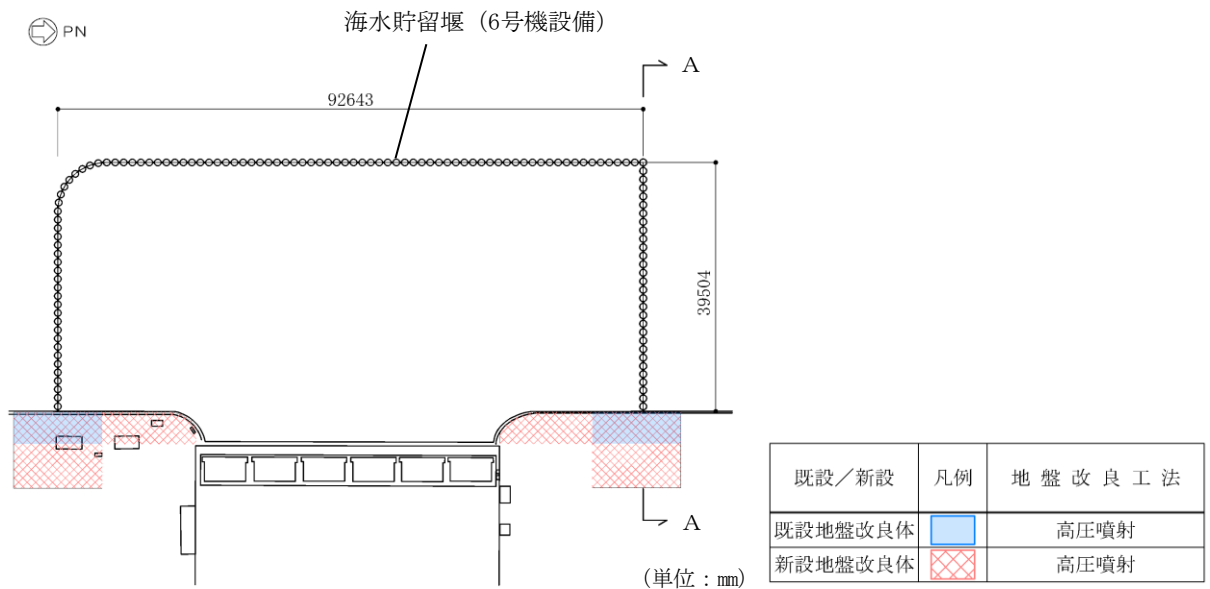 海水貯留堰（6号機設備）
PN
A
92643
39504
A
既設／新設 凡例 地盤改良工法
既設地盤改良体 高圧噴射
新設地盤改良体 高圧噴射
（単位：㎜）